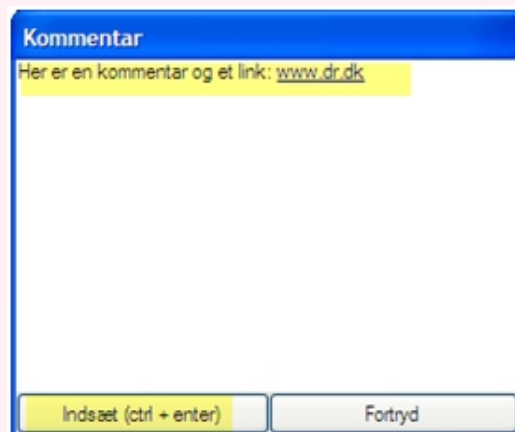 Kommentar
Her er en kommentar og et link: www.dr.dk
Indsæt (ctrl + enter)
Fortryd